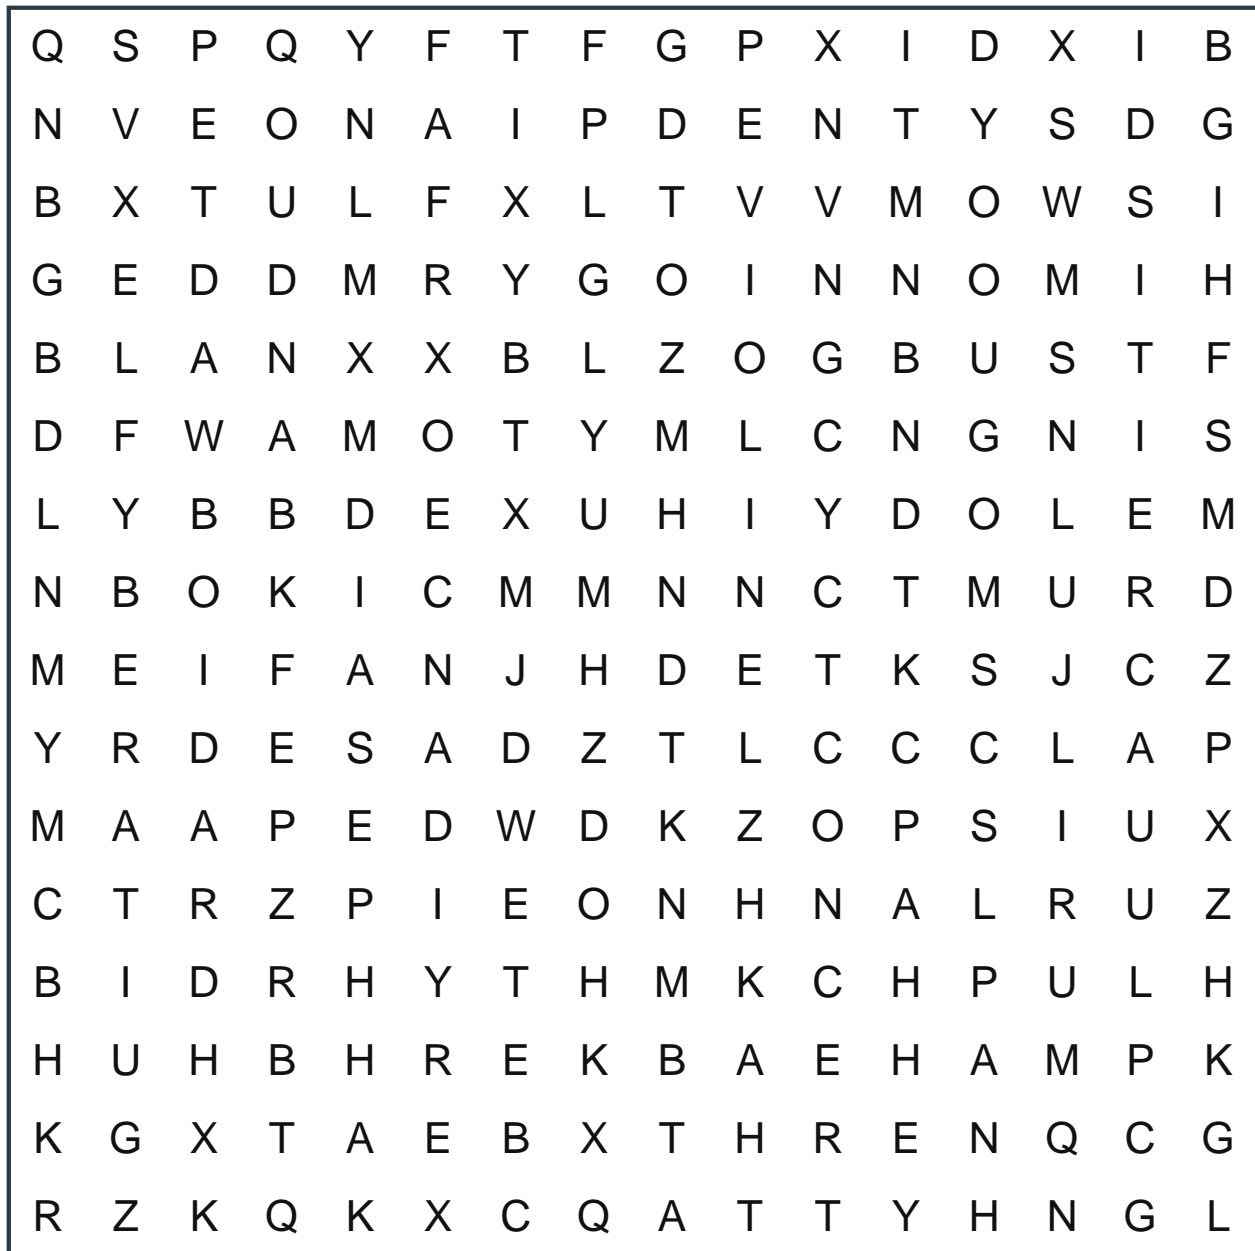 Q S P Q Y F T F G P X I D X I B
N V E O N A I P D E N T Y S D G
B X T U L F X L T V V M O W S I
G E D D M R Y G O I N N O M I H
B L A N X X B L Z O G B U S T F
D F W A M O T Y M L C N G N I S
L Y B B D E X U H I Y D O L E M
N B O K I C M M N N C T M U R D
M E I F A N J H D E T K S J C Z
Y R D E S A D Z T L C C C L A P
M A A P E D W D K Z O P S I U X
C T R Z P I E O N H N A L R U Z
B I D R H Y T H M K C H P U L H
H U H B H R E K B A E H A M P K
K G X T A E B X T H R E N Q C G
R Z K Q K X C Q A T T Y H N G L